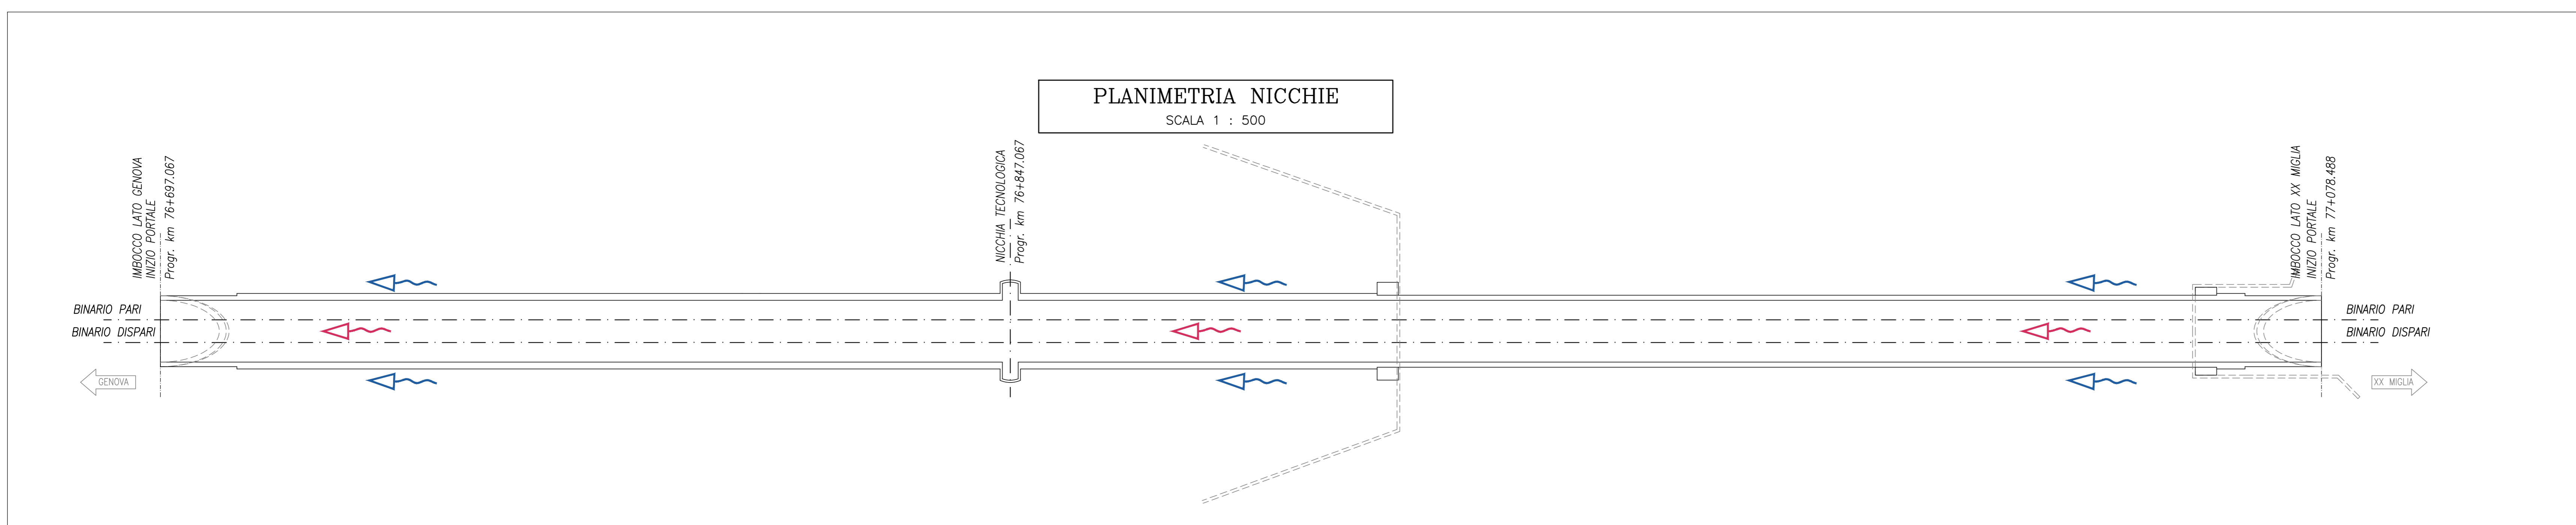 PLANIMETRIA NICCHIE
SCALA 1 : 500
IMBOCCO LATO GENOVA
INIZIO PORTALE
Progr. km 76+697.067
NICCHIA TECNOLOGICA
Progr. km 76+847.067
IMBOCCO LATO XX MIGLIA
INIZIO PORTALE
Progr. km 77+078.488
BINARIO PARI
BINARIO DISPARI
BINARIO PARI
BINARIO DISPARI
GENOVA
XX MIGLIA